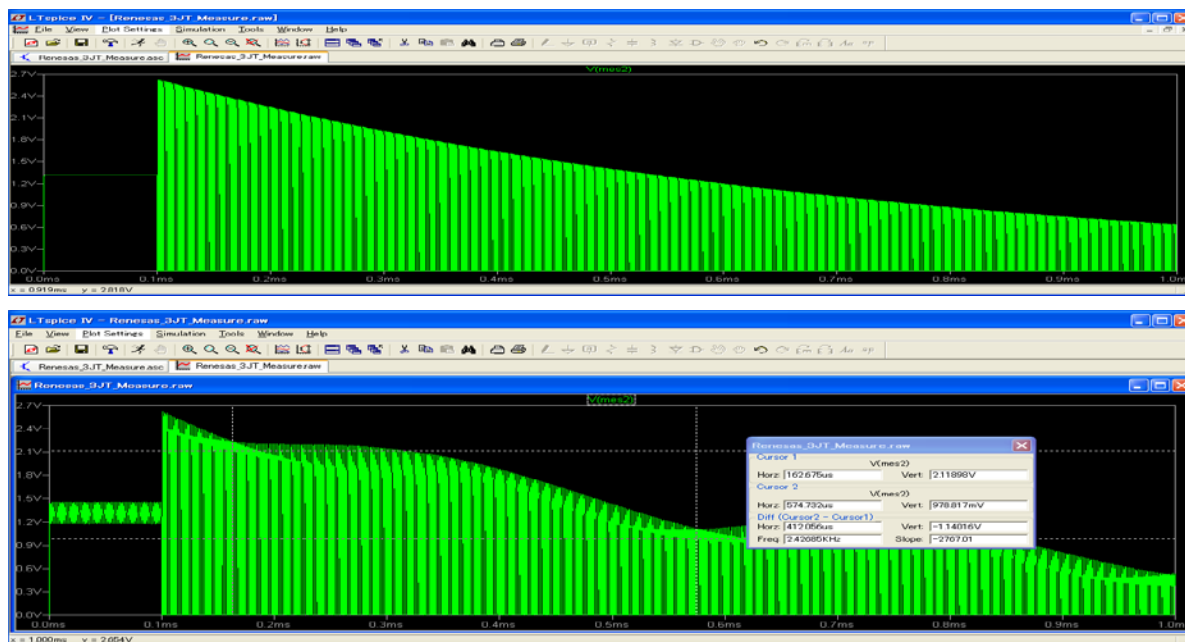 LTspice IV - [Renesas_3JT_Measure.raw]
File View Plot Settings Simulation Tools Window Help
Renesas_3JT_Measure.asc Renesas_3JT_Measure.raw
V(mes2)
2.7V
2.4V
2.1V
1.8V
1.5V
1.2V
0.9V
0.6V
0.3V
0.0V
0.0ms 0.1ms 0.2ms 0.3ms 0.4ms 0.5ms 0.6ms 0.7ms 0.8ms 0.9ms 1.0m
x = 0.919ms y = 2.818V
LTspice IV - Renesas_3JT_Measure.raw
File View Plot Settings Simulation Tools Window Help
Renesas_3JT_Measure.asc Renesas_3JT_Measure.raw
Renesas_3JT_Measure.raw
V(mes2)
2.7V
2.4V
2.1V
1.8V
1.5V
1.2V
0.9V
0.6V
0.3V
0.0V
0.0ms 0.1ms 0.2ms 0.3ms 0.4ms 0.5ms 0.6ms 0.7ms 0.8ms 0.9ms 1.0m
Renesas_3JT_Measure.raw
Cursor 1
V(mes2)
Horz: 162.675us Vert: 2.11898V
Cursor 2
V(mes2)
Horz: 574.732us Vert: 978.817mV
Diff (Cursor2 - Cursor1)
Horz: 412.056us Vert: -1.14016V
Freq: 2.42685KHz Slope: -2767.01
x = 1.000ms y = 2.654V